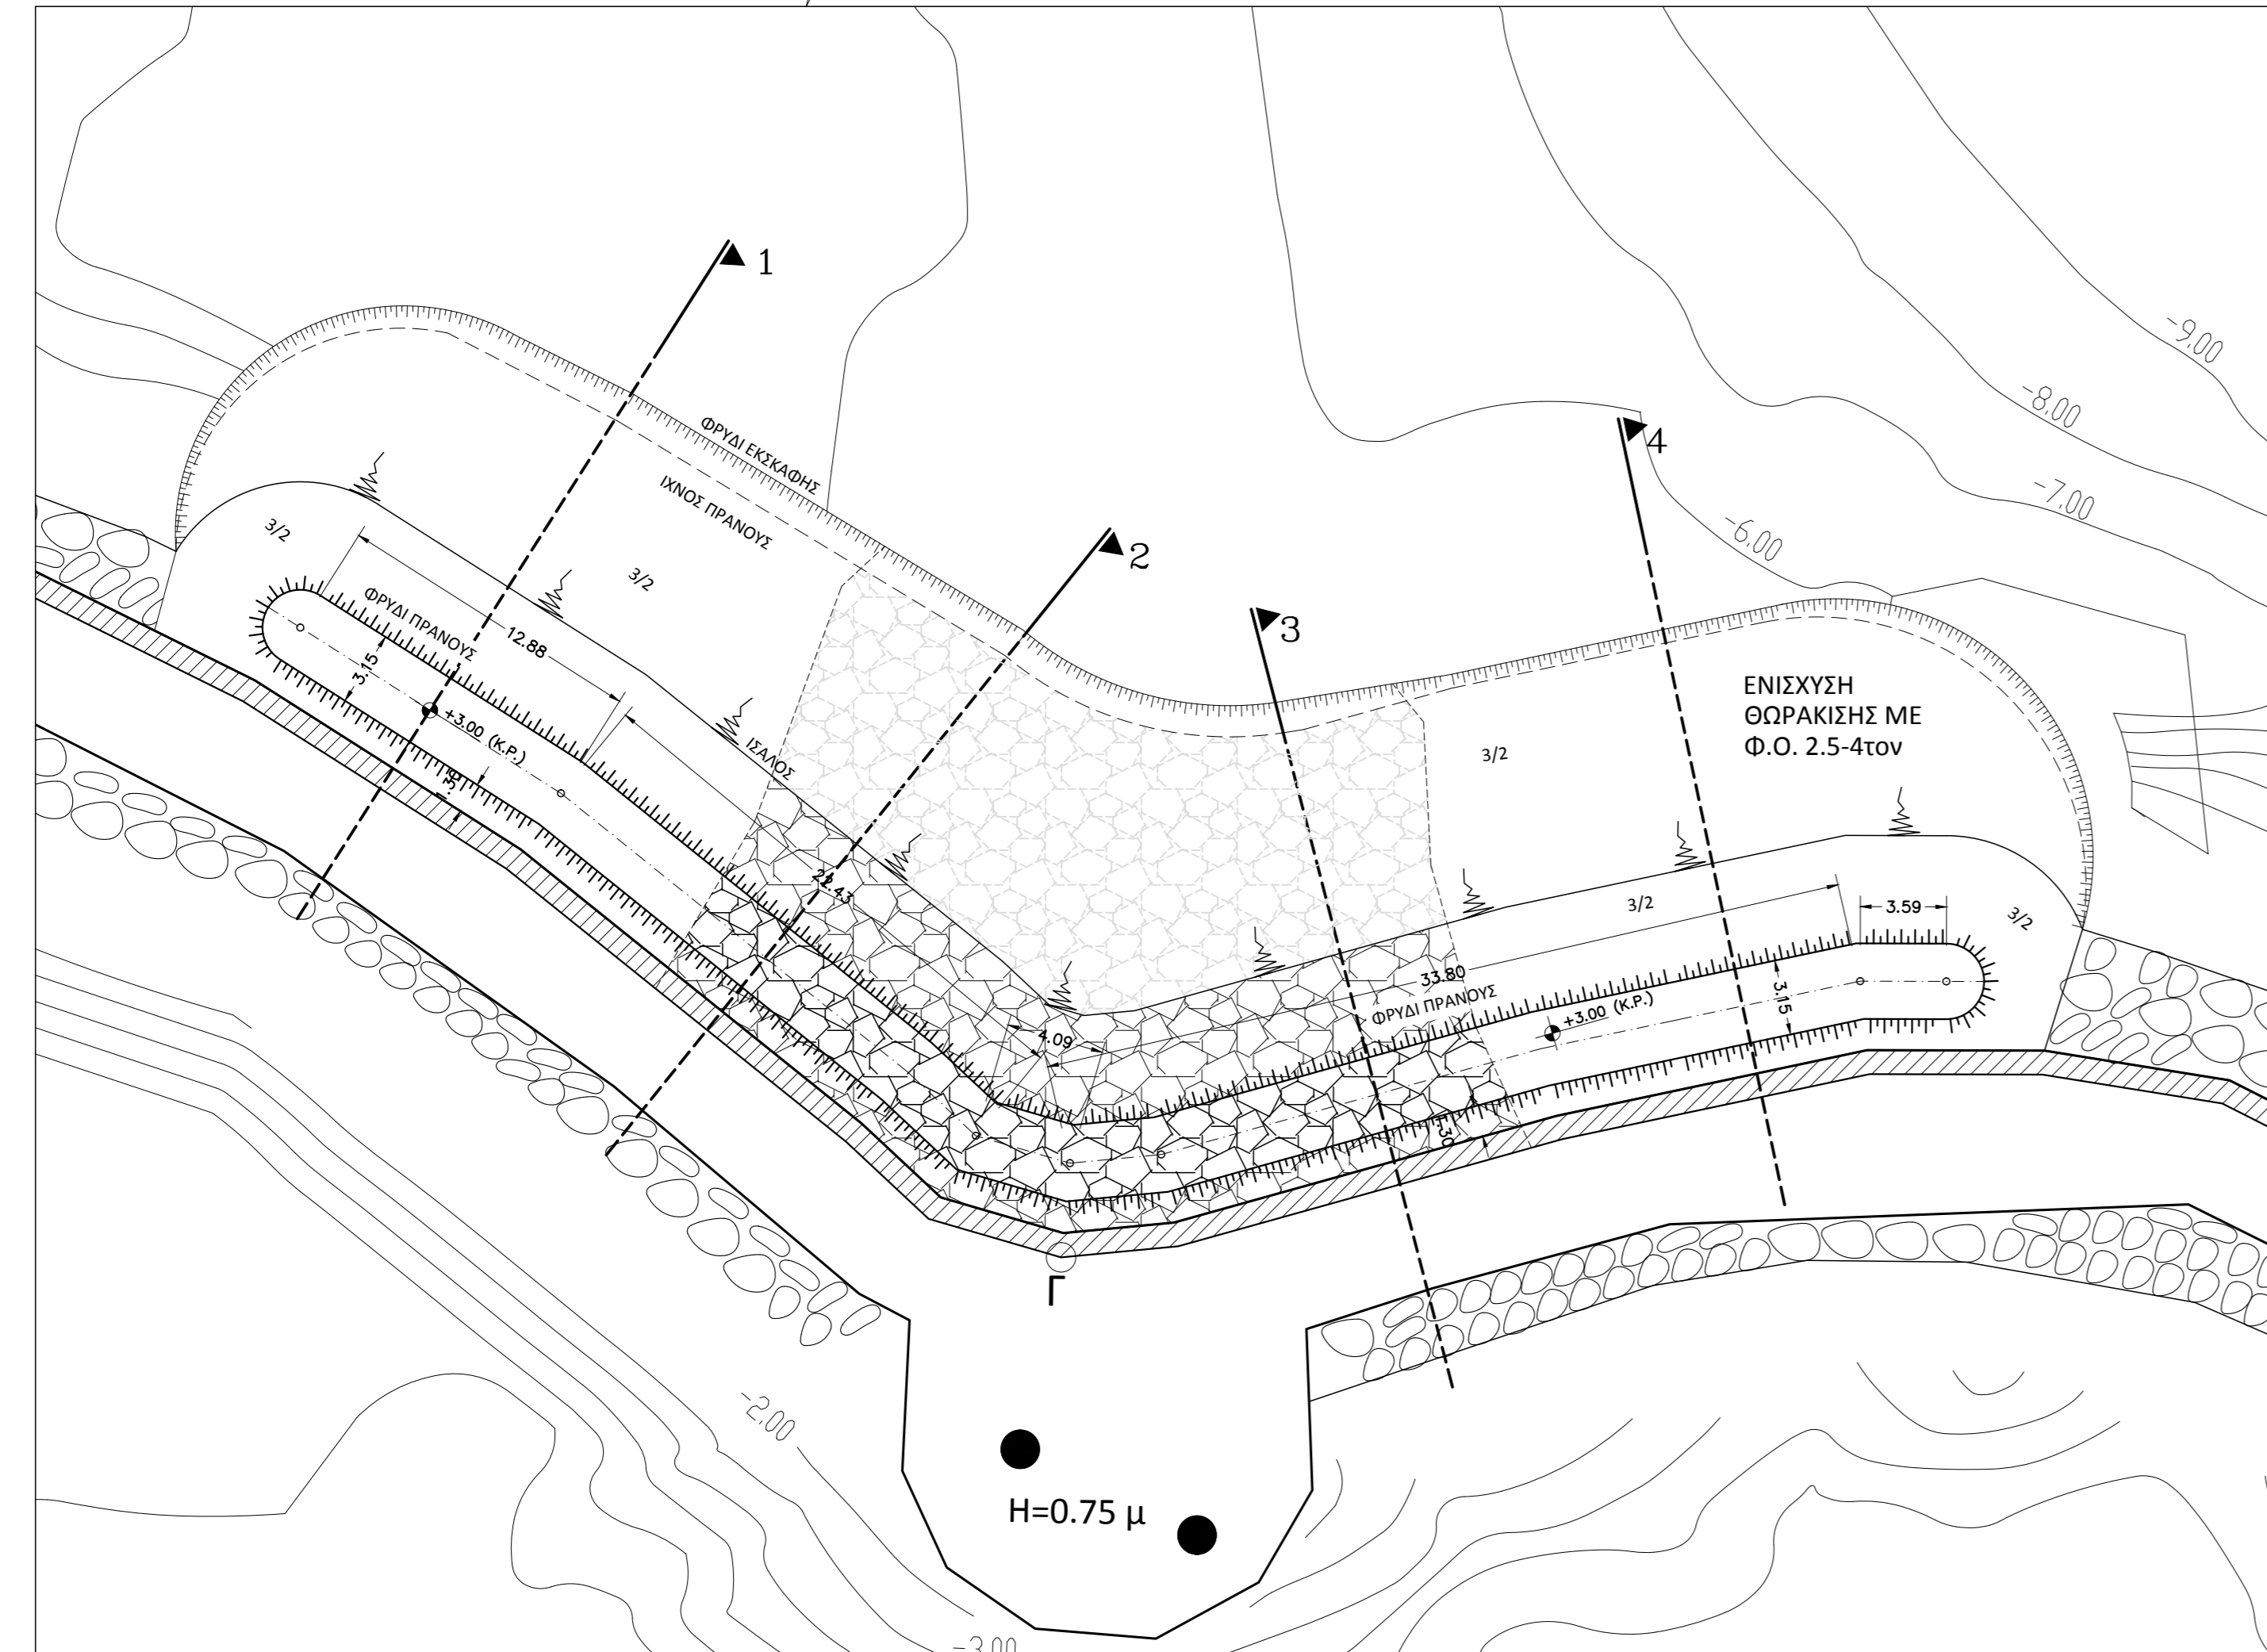 1
ΦΡΥΔΙ ΕΚΣΚΑΦΗΣ
ΙΧΝΟΣ ΠΡΑΝΟΥΣ
2
3
4
-9.00
-8.00
-7.00
-6.00
3/2
3/2
ΦΡΥΔΙ ΠΡΑΝΟΥΣ
12.88
3.15
+3.00 (Κ.Ρ.)
ΙΣΑΛΟΣ
ΕΝΙΣΧΥΣΗ
ΘΩΡΑΚΙΣΗΣ ΜΕ
Φ.Ο. 2.5-4τον
3/2
22.43
3/2
3.59
3/2
33.80
ΦΡΥΔΙ ΠΡΑΝΟΥΣ
+3.00 (Κ.Ρ.)
3.15
4.09
Γ
-2.00
H=0.75 μ
-3.00